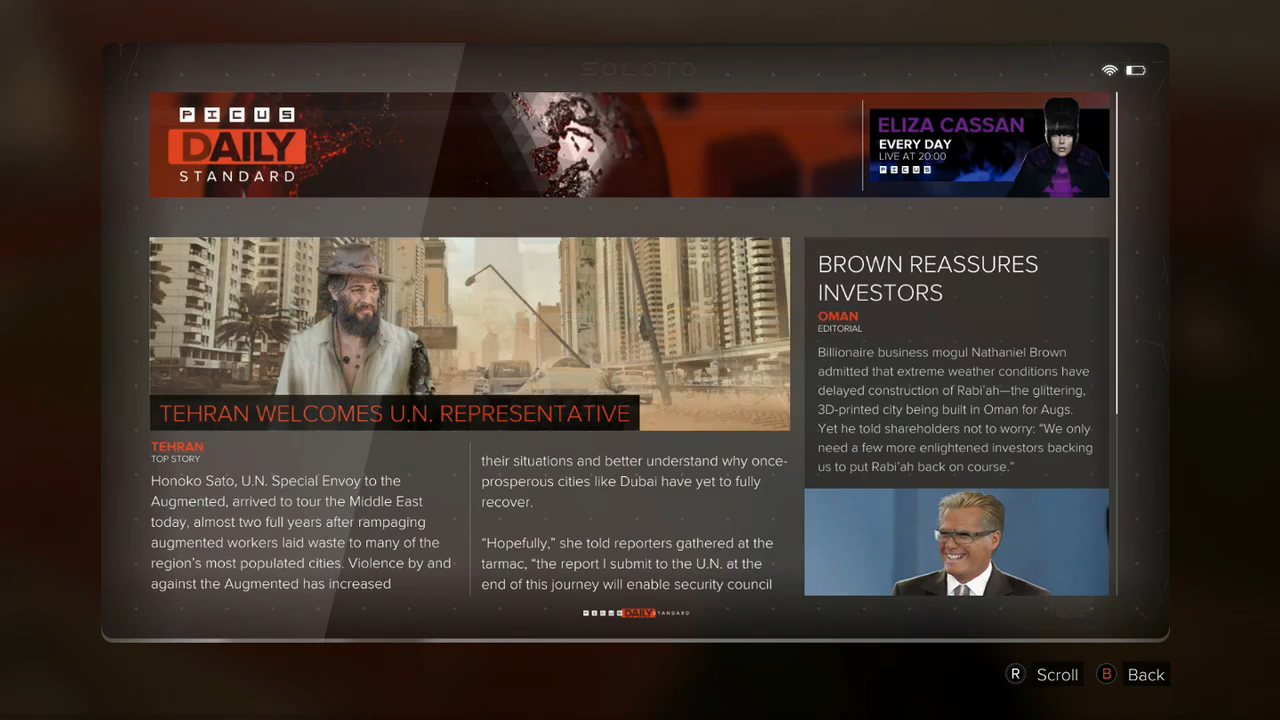 SOLOTO
PICUS
DAILY
STANDARD
ELIZA CASSAN
EVERY DAY
LIVE AT 20:00
PICUS
TEHRAN WELCOMES U.N. REPRESENTATIVE
TEHRAN
TOP STORY
Honoko Sato, U.N. Special Envoy to the
Augmented, arrived to tour the Middle East
today, almost two full years after rampaging
augmented workers laid waste to many of the
region's most populated cities. Violence by and
against the Augmented has increased
their situations and better understand why once-
prosperous cities like Dubai have yet to fully
recover.
“Hopefully,” she told reporters gathered at the
tarmac, “the report I submit to the U.N. at the
end of this journey will enable security council
BROWN REASSURES
INVESTORS
OMAN
EDITORIAL
Billionaire business mogul Nathaniel Brown
admitted that extreme weather conditions have
delayed construction of Rabi'ah—the glittering,
3D-printed city being built in Oman for Augs.
Yet he told shareholders not to worry: “We only
need a few more enlightened investors backing
us to put Rabi'ah back on course.”
PICUS DAILY STANDARD
R Scroll B Back